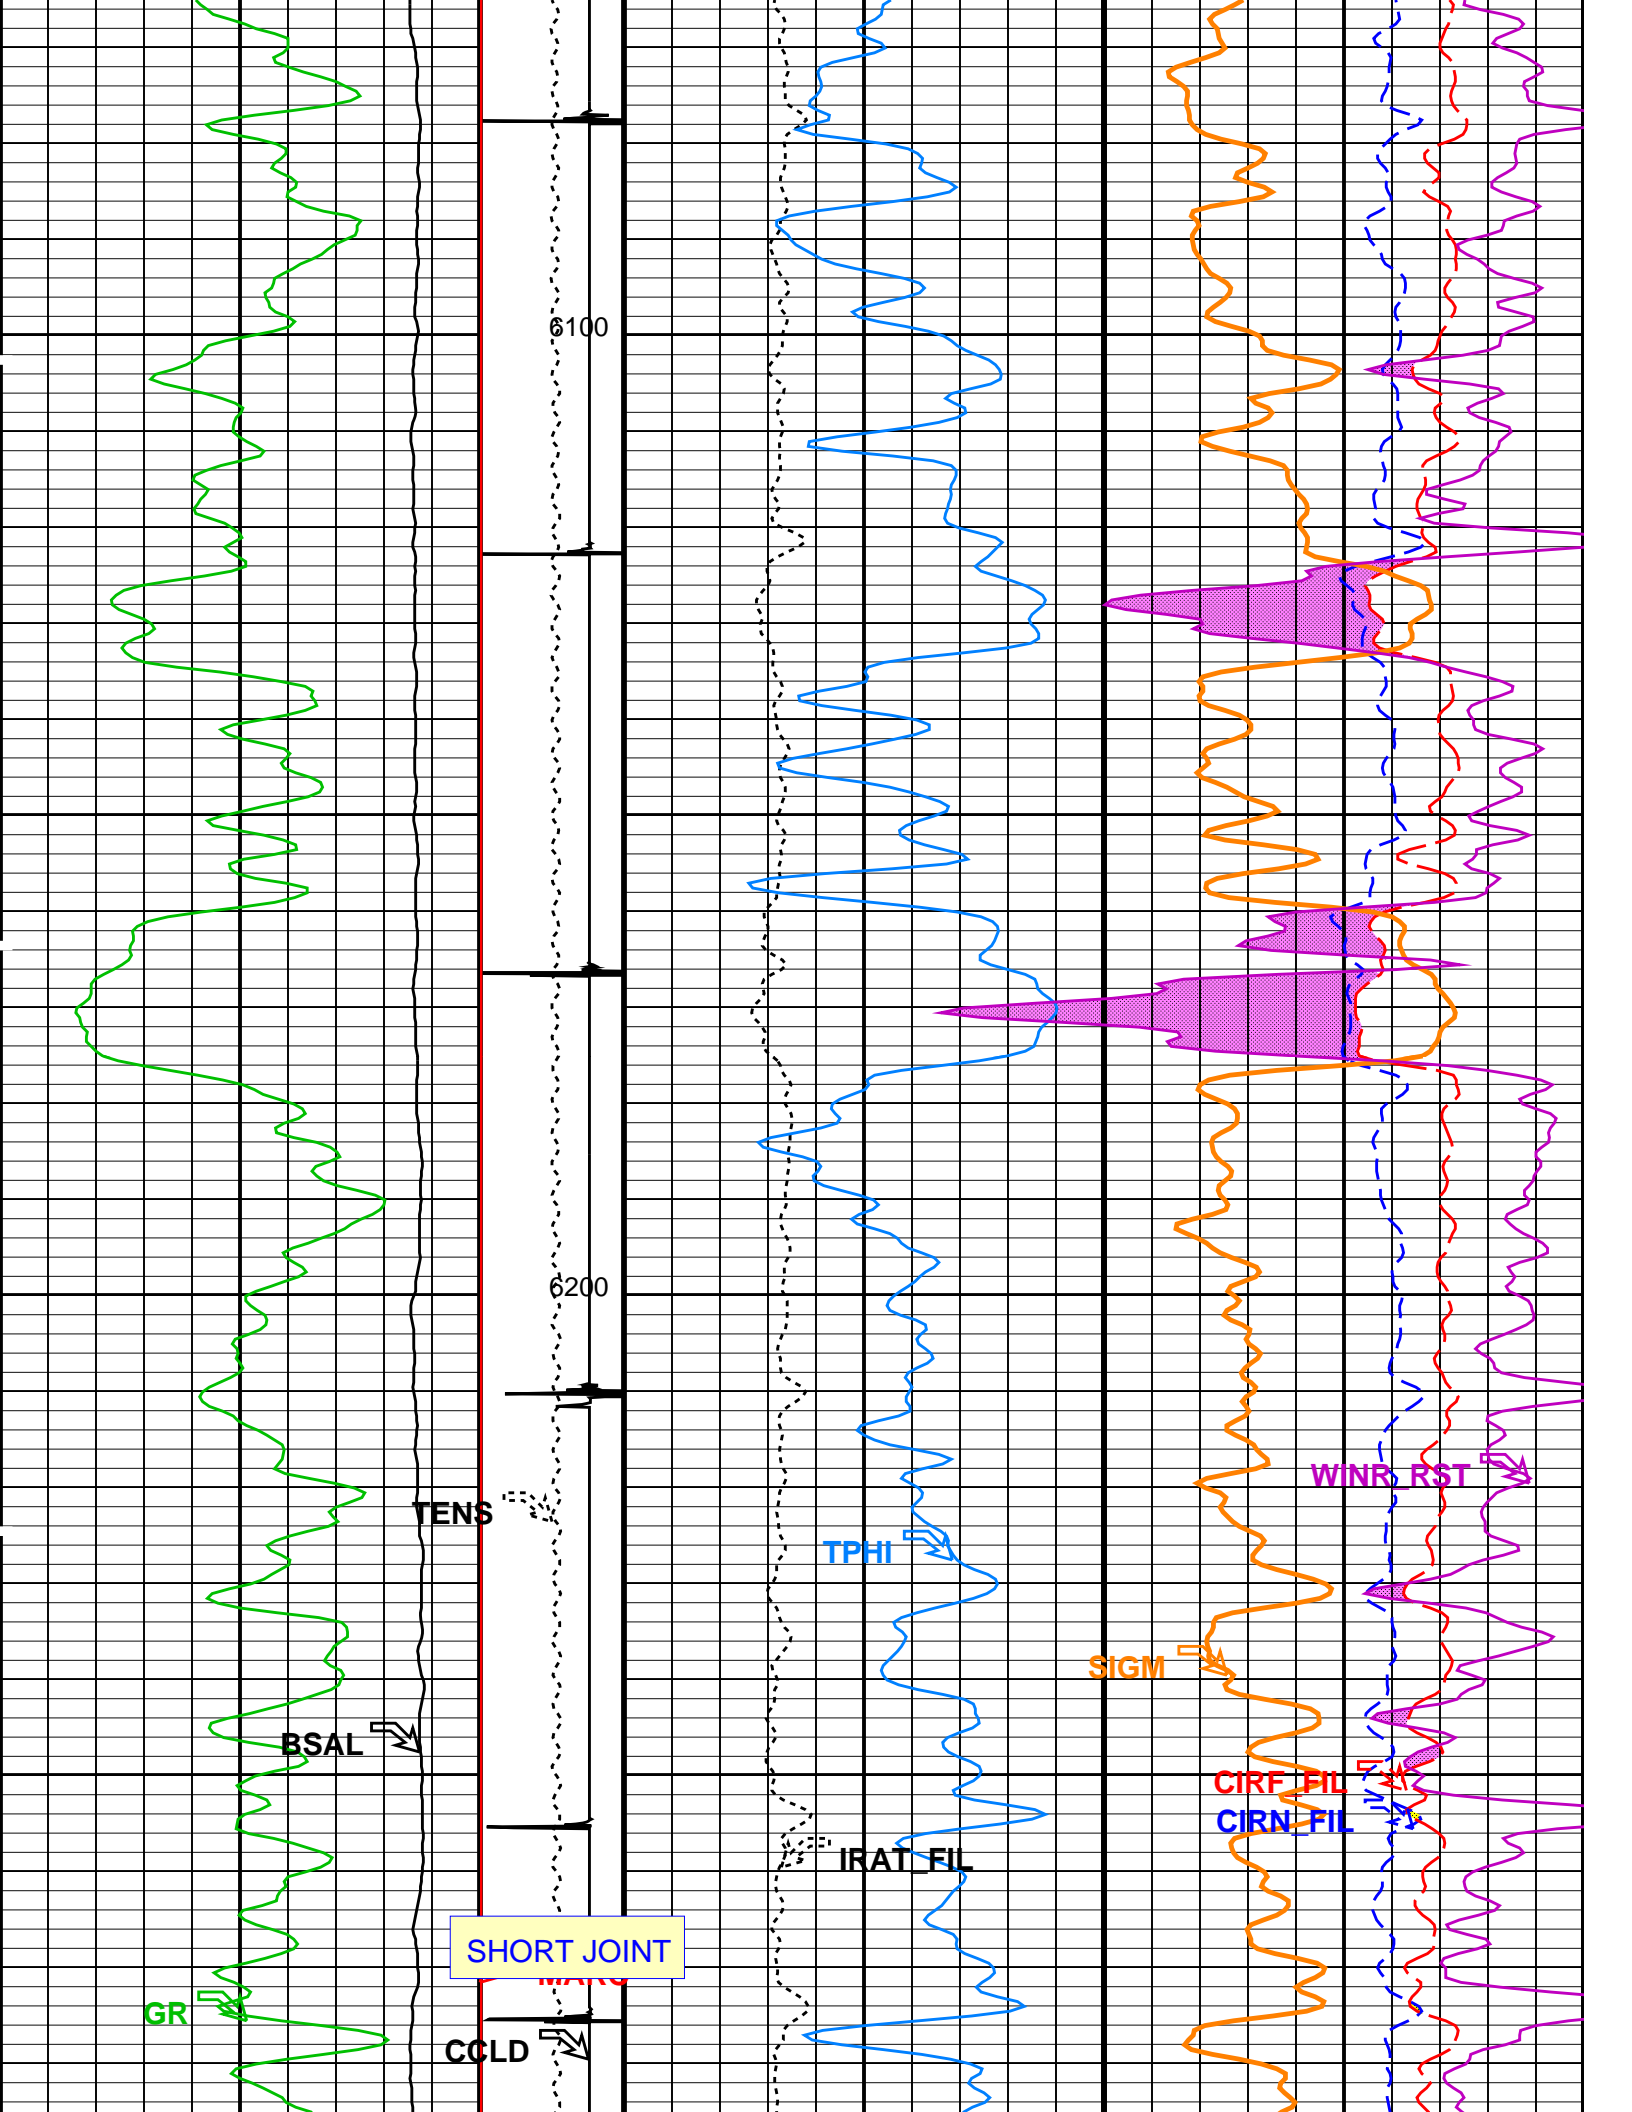 6100
6200
WINR_RST
TENS
TPHI
SIGM
BSAL
CIRF_FIL
CIRN_FIL
IRAT_FIL
SHORT JOINT
GR
CCLD